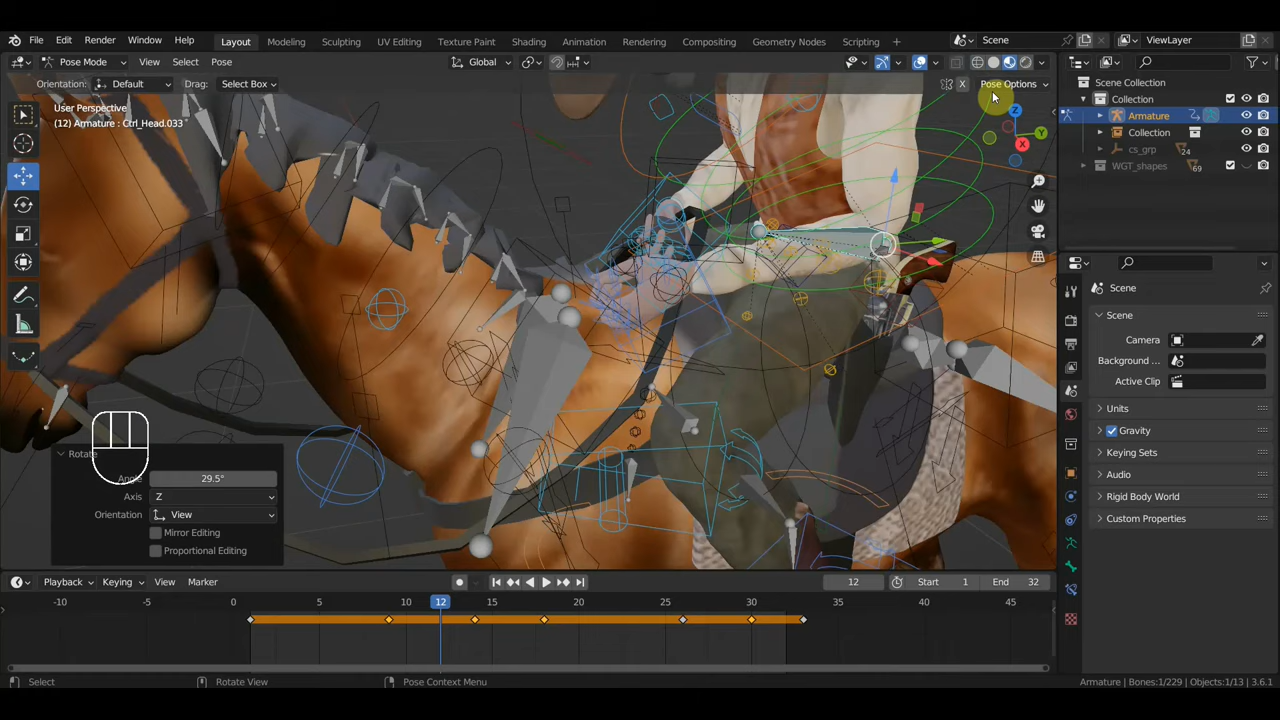 File Edit Render Window Help Layout Modeling Sculpting UV Editing Texture Paint Shading Animation Rendering Compositing Geometry Nodes Scripting + Scene ViewLayer
Pose Mode View Select Pose Global
Orientation: Default Drag: Select Box X Pose Options
User Perspective
(12) Armature : Ctrl_Head.033
Z
Y
X
Scene Collection
Collection
Armature
Collection
cs_grp 24
WGT_shapes 69
Scene
Scene
Camera
Background ...
Active Clip
Units
Gravity
Keying Sets
Audio
Rigid Body World
Custom Properties
Rotate
Angle 29.5°
Axis Z
Orientation View
Mirror Editing
Proportional Editing
Playback Keying View Marker 12 Start 1 End 32
-10 -5 0 5 10 12 15 20 25 30 35 40 45
Select Rotate View Pose Context Menu Armature | Bones:1/229 | Objects:1/13 | 3.6.1